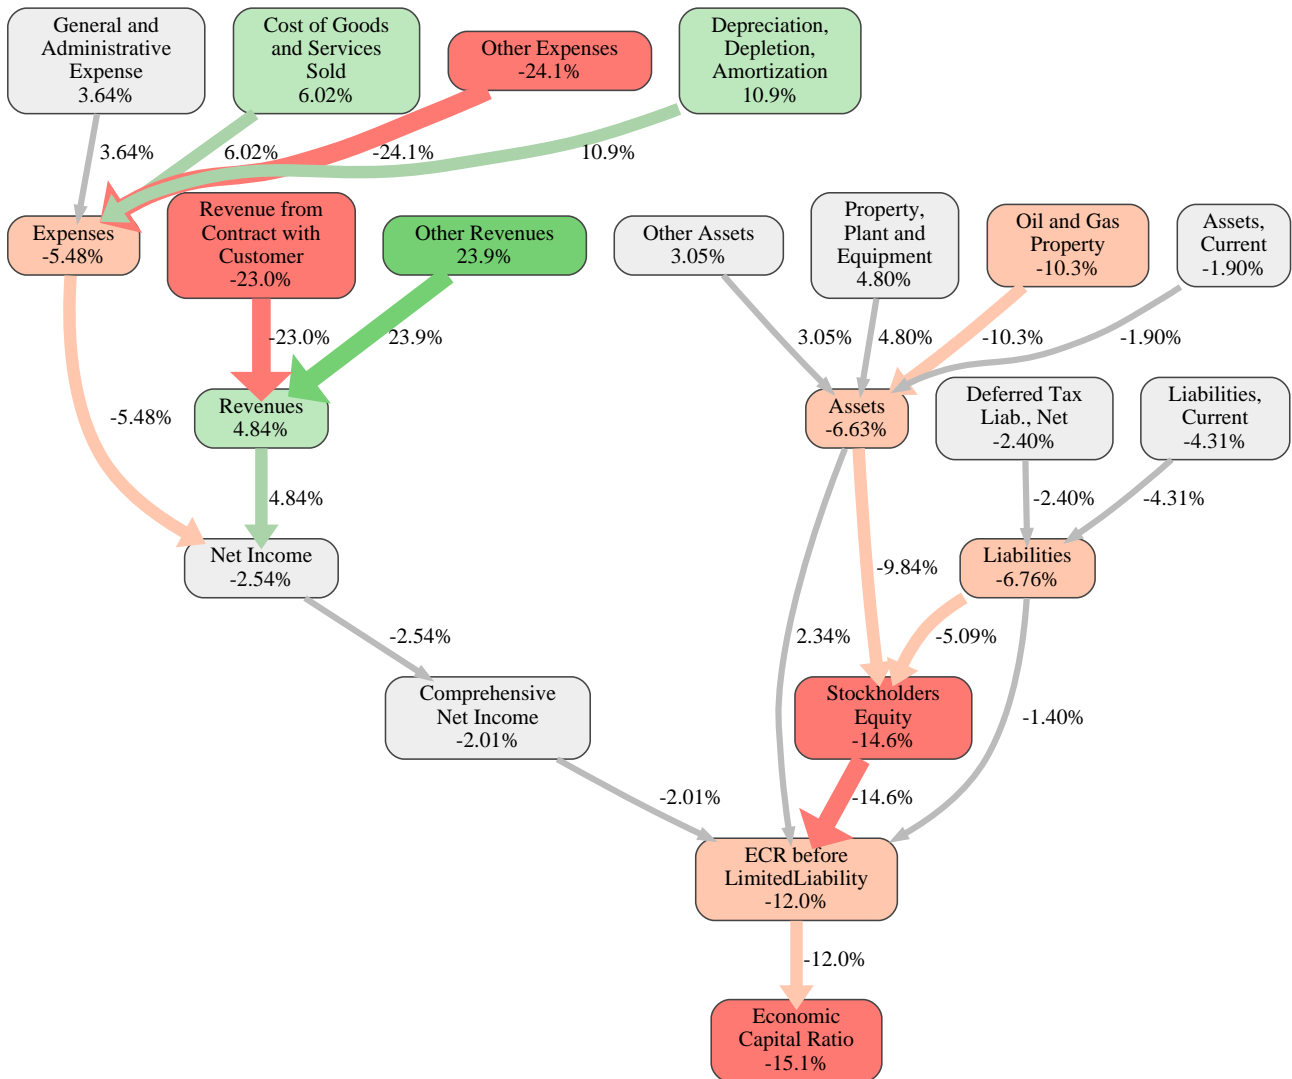 General and
Administrative
Expense
3.64%
Cost of Goods
and Services
Sold
6.02%
Other Expenses
-24.1%
Depreciation,
Depletion,
Amortization
10.9%
3.64%
6.02%
-24.1%
10.9%
Expenses
-5.48%
Revenue from
Contract with
Customer
-23.0%
Other Revenues
23.9%
Other Assets
3.05%
Property,
Plant and
Equipment
4.80%
Oil and Gas
Property
-10.3%
Assets,
Current
-1.90%
-23.0%
23.9%
3.05%
4.80%
-10.3%
-1.90%
-5.48%
Revenues
4.84%
Assets
-6.63%
Deferred Tax
Liab., Net
-2.40%
Liabilities,
Current
-4.31%
4.84%
-2.40%
-4.31%
Net Income
-2.54%
-9.84%
Liabilities
-6.76%
-2.54%
2.34%
-5.09%
Comprehensive
Net Income
-2.01%
Stockholders
Equity
-14.6%
-1.40%
-2.01%
-14.6%
ECR before
LimitedLiability
-12.0%
-12.0%
Economic
Capital Ratio
-15.1%